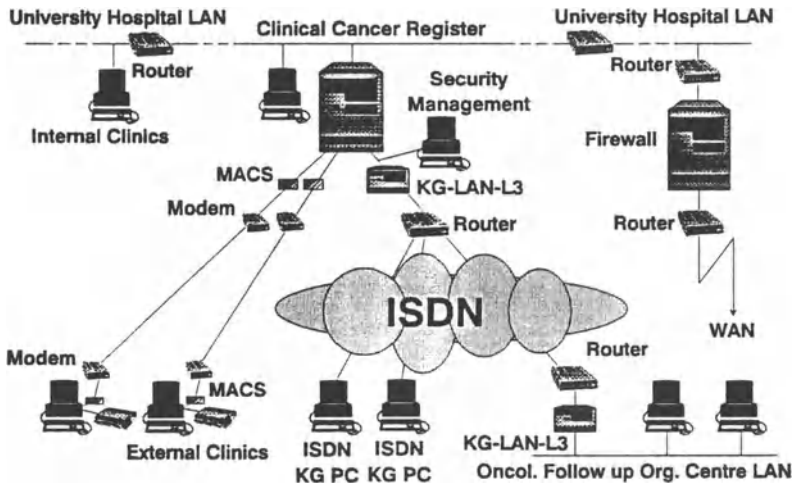 University Hospital LAN
Clinical Cancer Register
University Hospital LAN
Router
Router
Security
Management
Internal Clinics
Firewall
MACS
KG-LAN-L3
Modem
Router
Router
ISDN
WAN
Modem
Router
MACS
External Clinics
ISDN
KG PC
ISDN
KG PC
KG-LAN-L3
Oncol. Follow up Org. Centre LAN